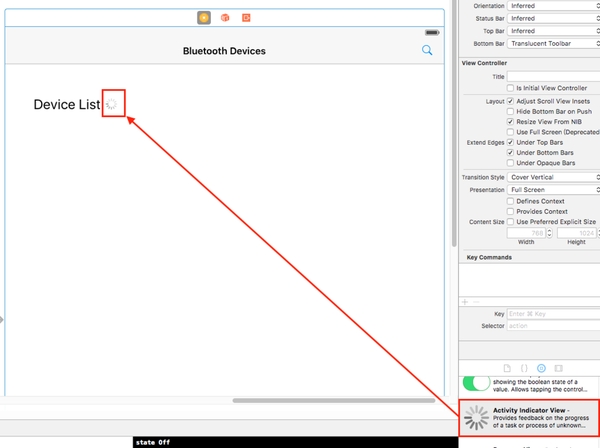 Bluetooth Devices
Device List
Orientation Inferred
Status Bar Inferred
Top Bar Inferred
Bottom Bar Translucent Toolbar
View Controller
Title
Is Initial View Controller
Layout Adjust Scroll View Insets
Hide Bottom Bar on Push
Resize View From NIB
Use Full Screen (Deprecated
Extend Edges Under Top Bars
Under Bottom Bars
Under Opaque Bars
Transition Style Cover Vertical
Presentation Full Screen
Defines Context
Provides Context
Content Size Use Preferred Explicit Size
768 1024
Width Height
Key Commands
Key Enter ⌘ Key
Selector action
showing the boolean state of a
value. Allows tapping the control...
Activity Indicator View -
Provides feedback on the progress
of a task or process of unknown...
state Off